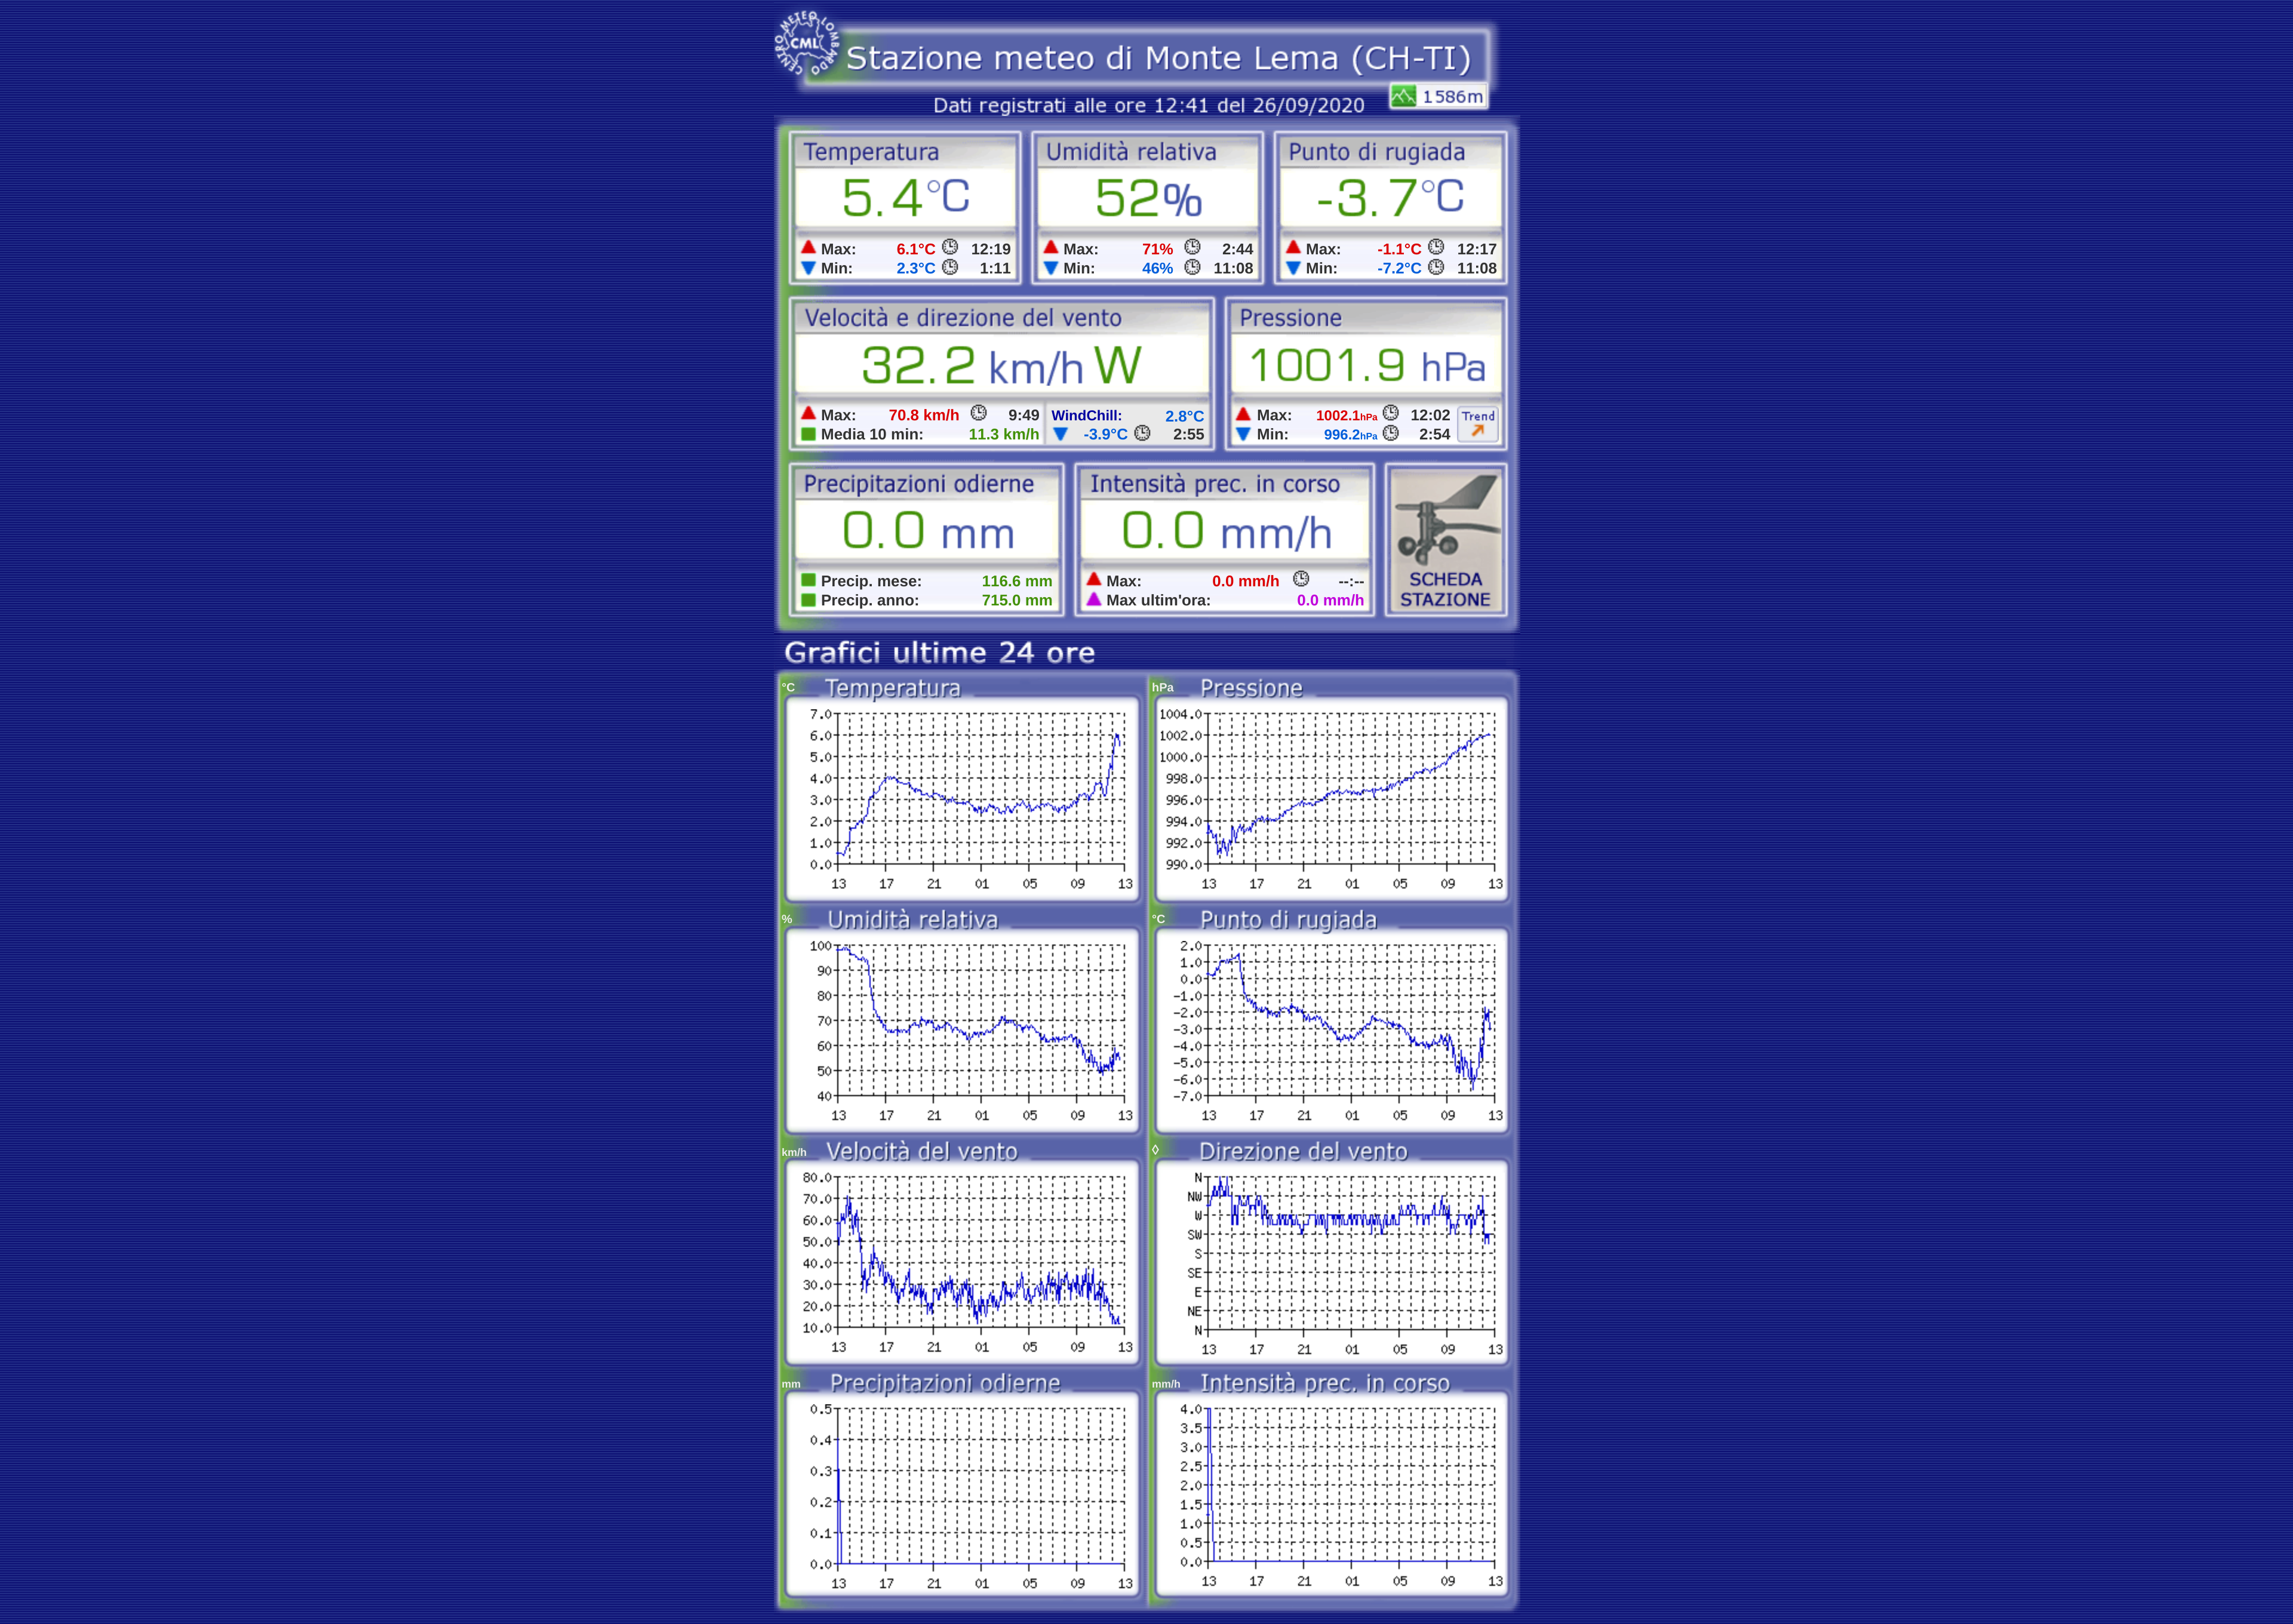 CENTRO METEO LOMBARDO
CML
Stazione meteo di Monte Lema (CH-TI)
1586m
Dati registrati alle ore 12:41 del 26/09/2020
Temperatura
5.4°C
Max: 6.1°C 12:19
Min: 2.3°C 1:11
Umidità relativa
52%
Max: 71% 2:44
Min: 46% 11:08
Punto di rugiada
-3.7°C
Max: -1.1°C 12:17
Min: -7.2°C 11:08
Velocità e direzione del vento
32.2 km/h W
Max: 70.8 km/h 9:49
Media 10 min: 11.3 km/h
WindChill: 2.8°C
-3.9°C 2:55
Pressione
1001.9 hPa
Max: 1002.1hPa 12:02
Min: 996.2hPa 2:54
Trend
Precipitazioni odierne
0.0 mm
Precip. mese: 116.6 mm
Precip. anno: 715.0 mm
Intensità prec. in corso
0.0 mm/h
Max: 0.0 mm/h --:--
Max ultim'ora: 0.0 mm/h
SCHEDA
STAZIONE
Grafici ultime 24 ore
°C Temperatura
7.0
6.0
5.0
4.0
3.0
2.0
1.0
0.0
13 17 21 01 05 09 13
hPa Pressione
1004.0
1002.0
1000.0
998.0
996.0
994.0
992.0
990.0
13 17 21 01 05 09 13
% Umidità relativa
100
90
80
70
60
50
40
13 17 21 01 05 09 13
°C Punto di rugiada
2.0
1.0
0.0
-1.0
-2.0
-3.0
-4.0
-5.0
-6.0
-7.0
13 17 21 01 05 09 13
km/h Velocità del vento
80.0
70.0
60.0
50.0
40.0
30.0
20.0
10.0
13 17 21 01 05 09 13
◊ Direzione del vento
N
NW
W
SW
S
SE
E
NE
N
13 17 21 01 05 09 13
mm Precipitazioni odierne
0.5
0.4
0.3
0.2
0.1
0.0
13 17 21 01 05 09 13
mm/h Intensità prec. in corso
4.0
3.5
3.0
2.5
2.0
1.5
1.0
0.5
0.0
13 17 21 01 05 09 13